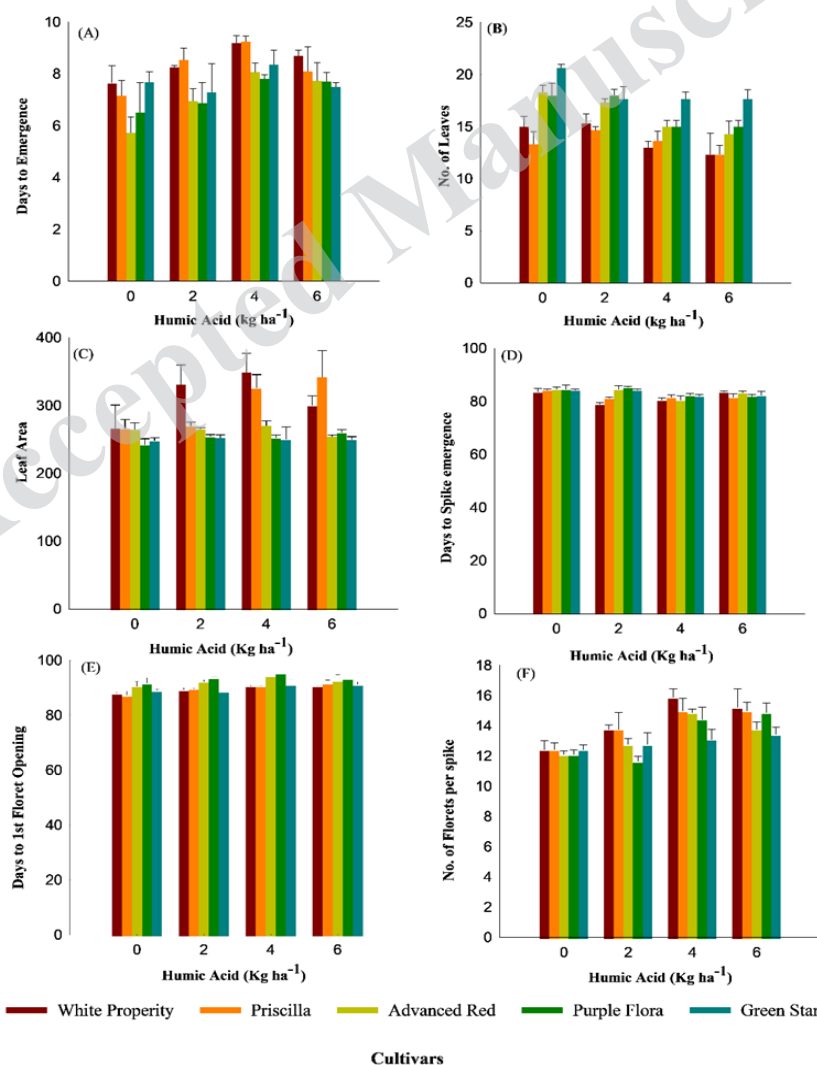 Accepted Manuscri
(A)
Days to Emergence
10
8
6
4
2
0
0 2 4 6
Humic Acid (kg ha⁻¹)
(B)
No. of Leaves
25
20
15
10
5
0
0 2 4 6
Humic Acid (kg ha⁻¹)
(C)
Leaf Area
400
300
200
100
0
0 2 4 6
Humic Acid (Kg ha⁻¹)
(D)
Days to Spike emergence
100
80
60
40
20
0
0 2 4 6
Humic Acid (Kg ha⁻¹)
(E)
Days to 1st Floret Opening
100
80
60
40
20
0
0 2 4 6
Humic Acid (Kg ha⁻¹)
(F)
No. of Florets per spike
18
16
14
12
10
8
6
4
2
0
0 2 4 6
Humic Acid (Kg ha⁻¹)
White Properity Priscilla Advanced Red Purple Flora Green Star
Cultivars